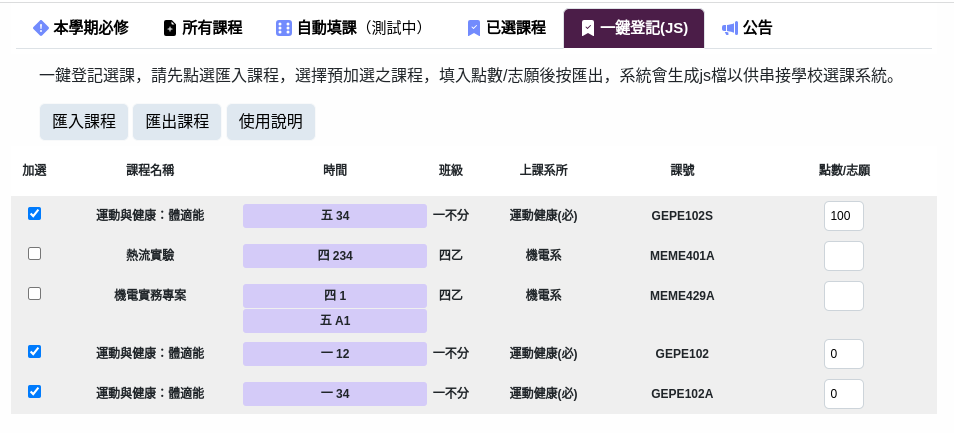 本學期必修 所有課程 自動填課（測試中） 已選課程 一鍵登記(JS) 公告
一鍵登記選課，請先點選匯入課程，選擇預加選之課程，填入點數/志願後按匯出，系統會生成js檔以供串接學校選課系統。
匯入課程 匯出課程 使用說明
加選 課程名稱 時間 班級 上課系所 課號 點數/志願
運動與健康：體適能 五 34 一不分 運動健康(必) GEPE102S 100
熱流實驗 四 234 四乙 機電系 MEME401A
機電實務專案 四 1 四乙 機電系 MEME429A
五 A1
運動與健康：體適能 一 12 一不分 運動健康(必) GEPE102 0
運動與健康：體適能 一 34 一不分 運動健康(必) GEPE102A 0